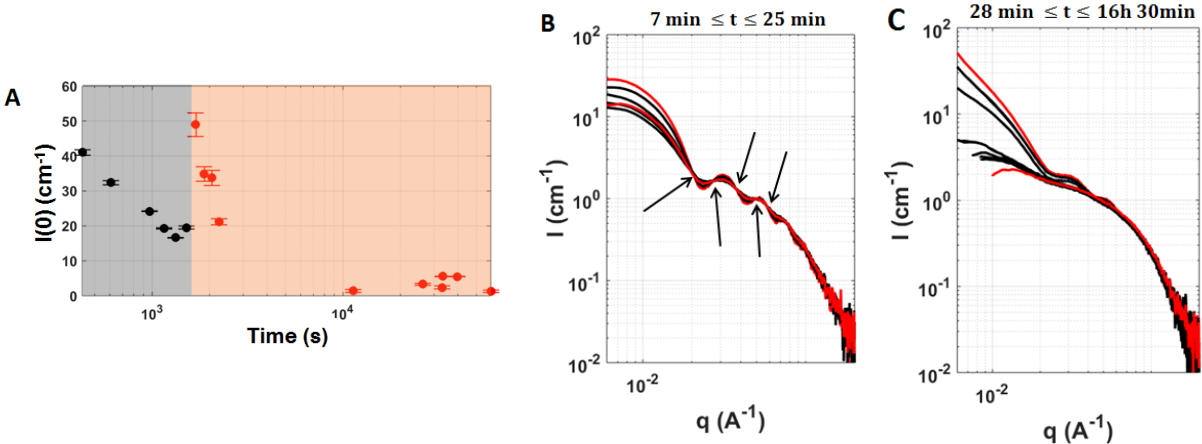 A
60
50
40
30
20
10
0
I(0) (cm-1)
10³
10⁴
Time (s)
B
7 min ≤ t ≤ 25 min
10²
10¹
10⁰
10⁻¹
10⁻²
I (cm⁻¹)
10⁻²
q (A⁻¹)
C
28 min ≤ t ≤ 16h 30min
10²
10¹
10⁰
10⁻¹
10⁻²
I (cm⁻¹)
10⁻²
10⁻¹
q (A⁻¹)